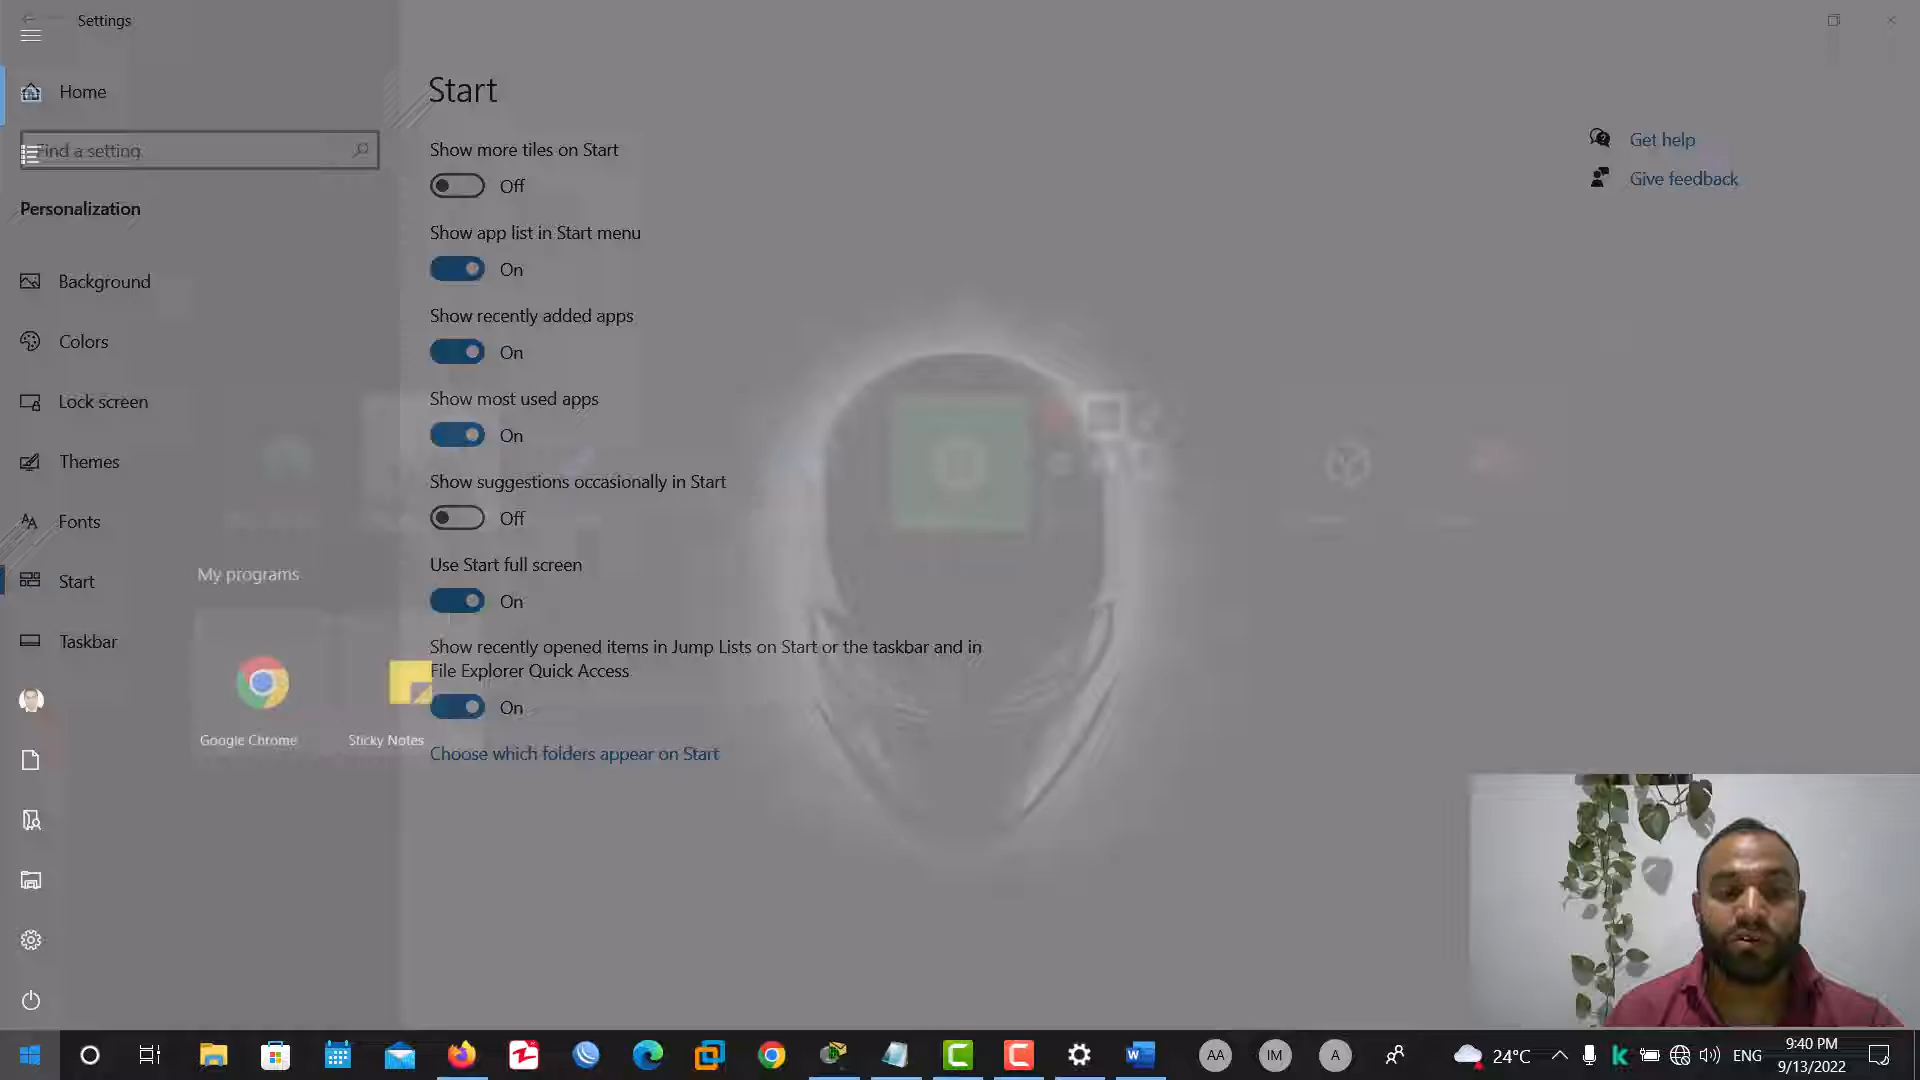 Settings
Home
Find a setting
Personalization
Background
Colors
Lock screen
Themes
Fonts
Start
Taskbar
My programs
Google Chrome
Sticky Notes
Start
Show more tiles on Start
Off
Show app list in Start menu
On
Show recently added apps
On
Show most used apps
On
Show suggestions occasionally in Start
Off
Use Start full screen
On
Show recently opened items in Jump Lists on Start or the taskbar and in
File Explorer Quick Access
On
Choose which folders appear on Start
Get help
Give feedback
AA
IM
A
24°C
ENG
9:40 PM
9/13/2022